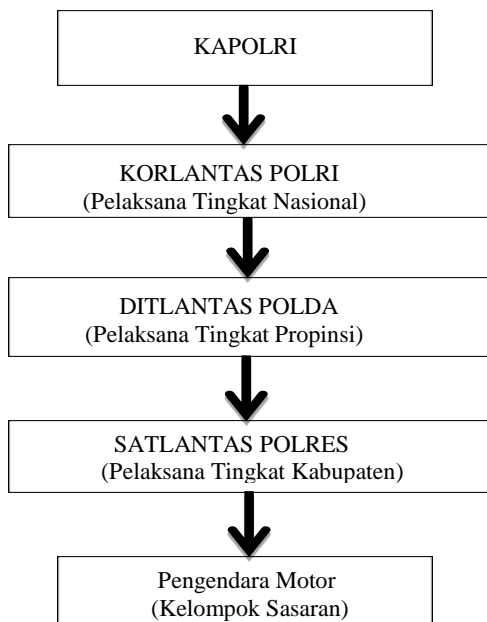 KAPOLRI
KORLANTAS POLRI
(Pelaksana Tingkat Nasional)
DITLANTAS POLDA
(Pelaksana Tingkat Propinsi)
SATLANTAS POLRES
(Pelaksana Tingkat Kabupaten)
Pengendara Motor
(Kelompok Sasaran)